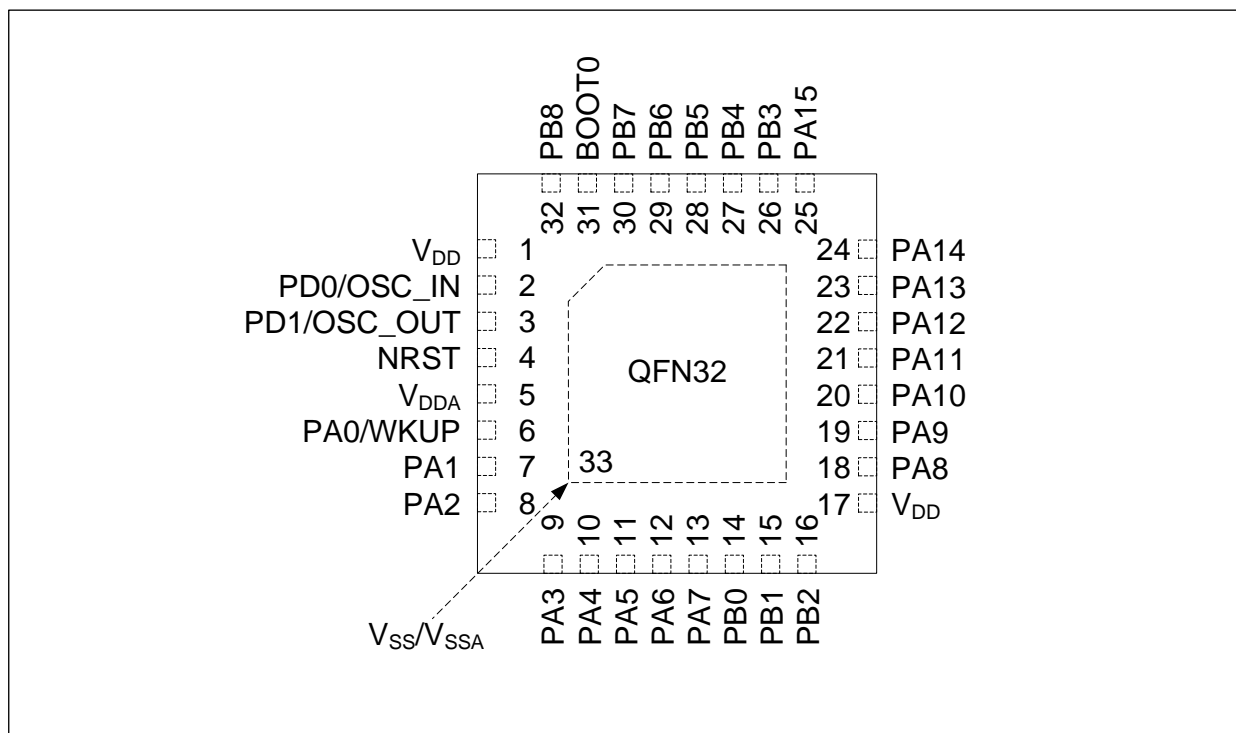 PB8
BOOT0
PB7
PB6
PB5
PB4
PB3
PA15
32
31
30
29
28
27
26
25
VDD 1
PD0/OSC_IN 2
PD1/OSC_OUT 3
NRST 4
VDDA 5
PA0/WKUP 6
PA1 7
PA2 8
QFN32
33
24 PA14
23 PA13
22 PA12
21 PA11
20 PA10
19 PA9
18 PA8
17 VDD
9
10
11
12
13
14
15
16
PA3
PA4
PA5
PA6
PA7
PB0
PB1
PB2
VSS/VSSA